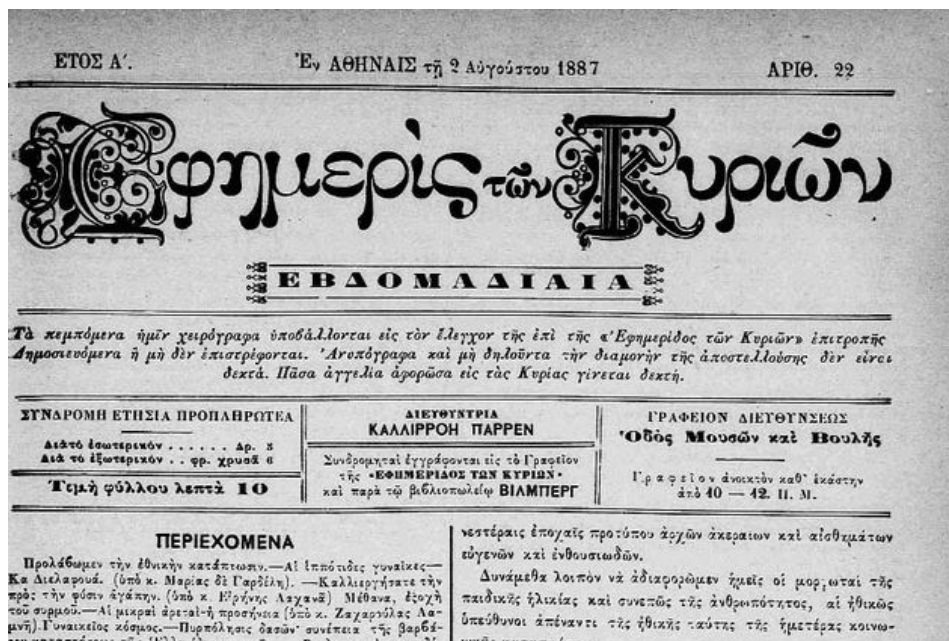 ΕΤΟΣ Α΄.
Ἐν ΑΘΗΝΑΙΣ τῇ 2 Αὐγούστου 1887
ΑΡΙΘ. 22
Ἐφημερὶς τῶν Κυριῶν
ΕΒΔΟΜΑΔΙΑΙΑ
Τὰ πεμπόμενα ἡμῖν χειρόγραφα ὑποβάλλονται εἰς τὸν ἔλεγχον τῆς ἐπὶ τῆς «Ἐφημερίδος τῶν Κυριῶν» ἐπιτροπῆς
Δημοσιευόμενα ἢ μὴ δὲν ἐπιστρέφονται. Ἀνυπόγραφα καὶ μὴ δηλοῦντα τὴν διαμονὴν τῆς ἀποστελλούσης δὲν εἶναι
δεκτά. Πᾶσα ἀγγελία ἀφορῶσα εἰς τὰς Κυρίας γίνεται δεκτή.
ΣΥΝΔΡΟΜΗ ΕΤΗΣΙΑ ΠΡΟΠΛΗΡΩΤΕΑ
Διὰ τὸ ἐσωτερικόν . . . . . . Δρ. 5
Διὰ τὸ ἐξωτερικόν . . φρ. χρυσᾶ 6
Τιμὴ φύλλου λεπτὰ 10
ΔΙΕΥΘΥΝΤΡΙΑ
ΚΑΛΛΙΡΡΟΗ ΠΑΡΡΕΝ
Συνδρομηταὶ ἐγγράφονται εἰς τὸ Γραφεῖον
τῆς «ΕΦΗΜΕΡΙΔΟΣ ΤΩΝ ΚΥΡΙΩΝ»
καὶ παρὰ τῷ βιβλιοπωλείῳ ΒΙΛΜΠΕΡΓ
ΓΡΑΦΕΙΟΝ ΔΙΕΥΘΥΝΣΕΩΣ
Ὁδὸς Μουσῶν καὶ Βουλῆς
Γραφεῖον ἀνοικτὸν καθ᾽ ἑκάστην
ἀπὸ 10 — 12. Π. Μ.
ΠΕΡΙΕΧΟΜΕΝΑ
Προλάβωμεν τὴν ἐθνικὴν κατάπτωσιν.—Αἱ ἱππότιδες γυναῖκες—
Κα Διελαφουά. (ὑπὸ κ. Μαρίας δὲ Γαρδέλη). —Καλλιεργήσατε τὴν
πρὸς τὴν φύσιν ἀγάπην. (ὑπὸ κ. Εἰρήνης Λαχανᾶ) Μέθανα, ἐξοχὴ
τοῦ συρμοῦ.—Αἱ μικραὶ ἀρεταὶ-ἡ προσήνεια (ὑπὸ κ. Ζαχαρούλας Λα-
μνῆ).Γυναικεῖος κόσμος.—Πυρπόλησις δασῶν· συνέπεια τῆς βαρβά-
νεστέραις ἐποχαῖς προτύπου ἀρχῶν ἀκεραίων καὶ αἰσθημάτων
εὐγενῶν καὶ ἐνθουσιωδῶν.
Δυνάμεθα λοιπὸν νὰ ἀδιαφορῶμεν ἡμεῖς οἱ μορφωταὶ τῆς
παιδικῆς ἡλικίας καὶ συνεπῶς τῆς ἀνθρωπότητος, αἱ ἠθικῶς
ὑπεύθυνοι ἀπέναντι τῆς ἠθικῆς ταύτης τῆς ἡμετέρας κοινω-